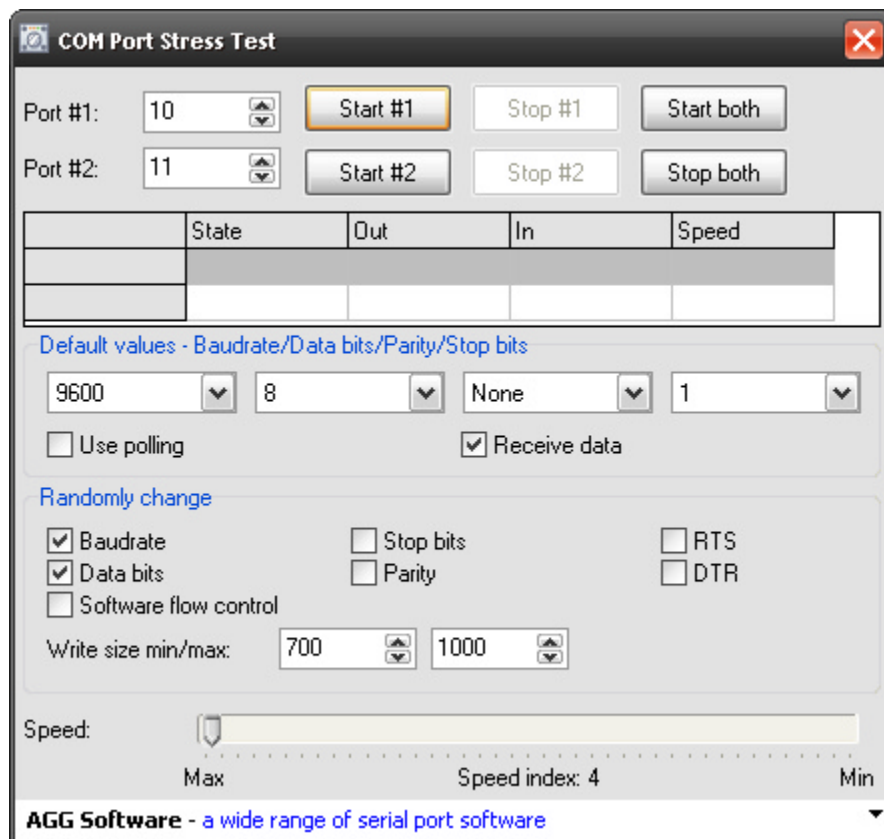 COM Port Stress Test
Port #1: 10 Start #1 Stop #1 Start both
Port #2: 11 Start #2 Stop #2 Stop both
State Out In Speed
Default values - Baudrate/Data bits/Parity/Stop bits
9600 8 None 1
Use polling Receive data
Randomly change
Baudrate Stop bits RTS
Data bits Parity DTR
Software flow control
Write size min/max: 700 1000
Speed:
Max Speed index: 4 Min
AGG Software - a wide range of serial port software